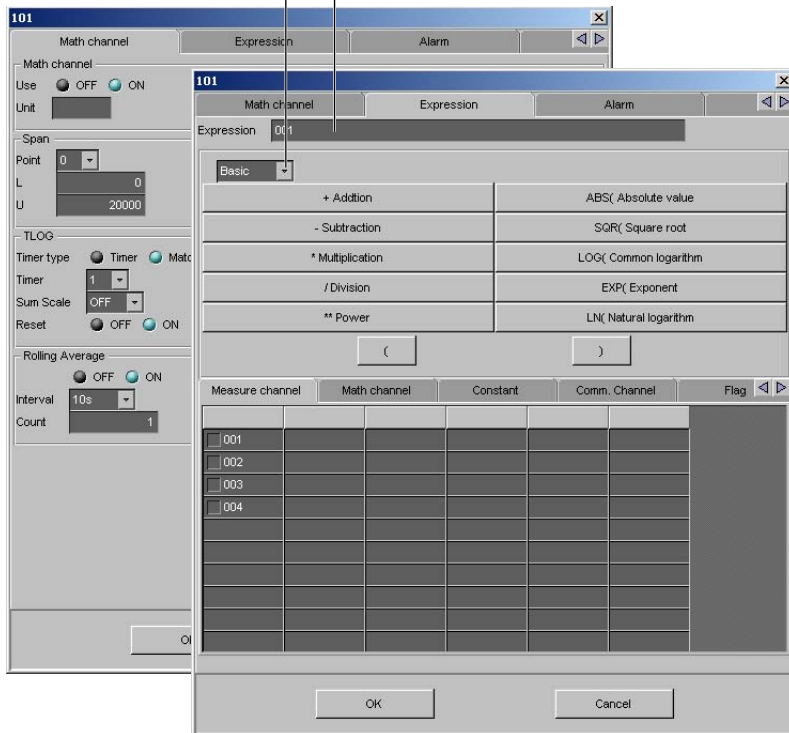 101
Math channel Expression Alarm
Math channel
Use OFF ON
Unit
Span
Point 0
L 0
U 20000
TLOG
Timer type Timer
Timer 1
Sum Scale OFF
Reset OFF ON
Rolling Average
OFF ON
Interval 10s
Count 1
101
Math channel Expression Alarm
Expression 001
Basic
+ Addtion ABS( Absolute value
- Subtraction SQR( Square root
* Multiplication LOG( Common logarithm
/ Division EXP( Exponent
** Power LN( Natural logarithm
( )
Measure channel Math channel Constant Comm. Channel Flag
001
002
003
004
OK Cancel